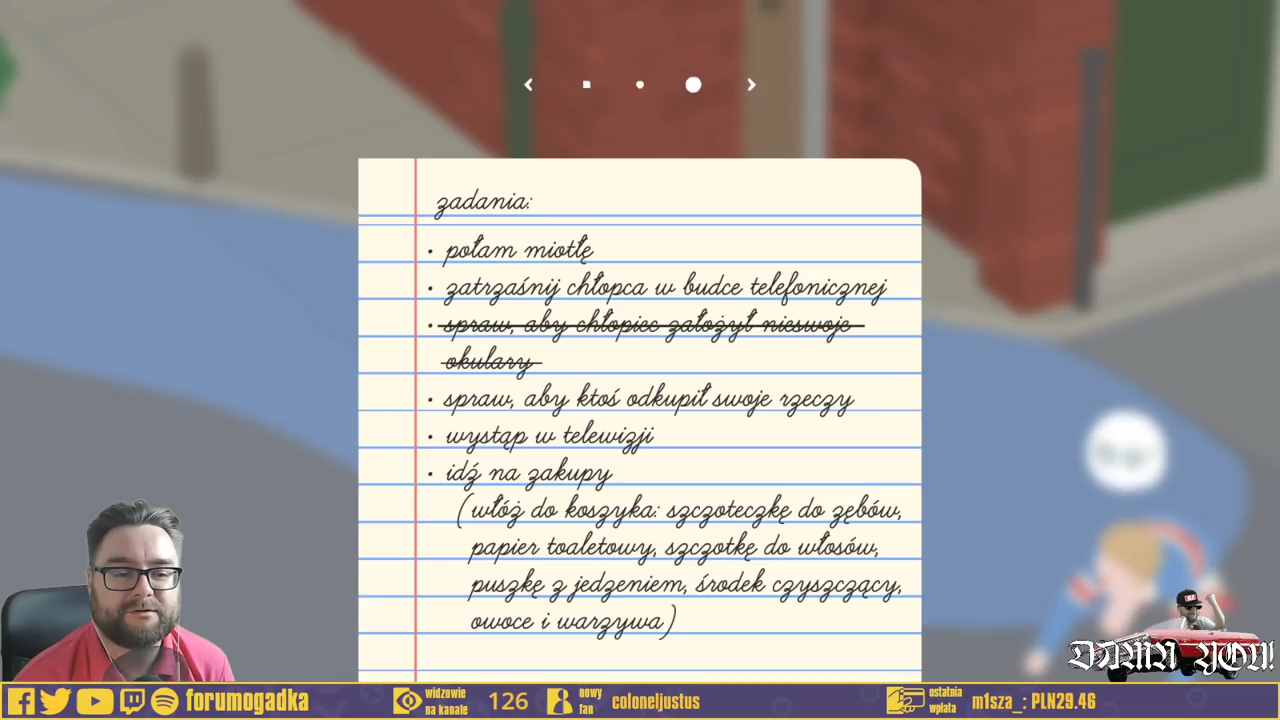 zadania:
• połam miotłę
• zatrzaśnij chłopca w budce telefonicznej
• spraw, aby chłopiec założył nieswoje
okulary
• spraw, aby ktoś odkupił swoje rzeczy
• wystąp w telewizji
• idź na zakupy
(włóż do koszyka: szczoteczkę do zębów,
papier toaletowy, szczotkę do włosów,
puszkę z jedzeniem, środek czyszczący,
owoce i warzywa)
DAMN YOU!
forumogadka
widzowie
na kanale
126
nowy
fan
coloneljustus
ostatnia
wpłata
m1sza_: PLN29.46